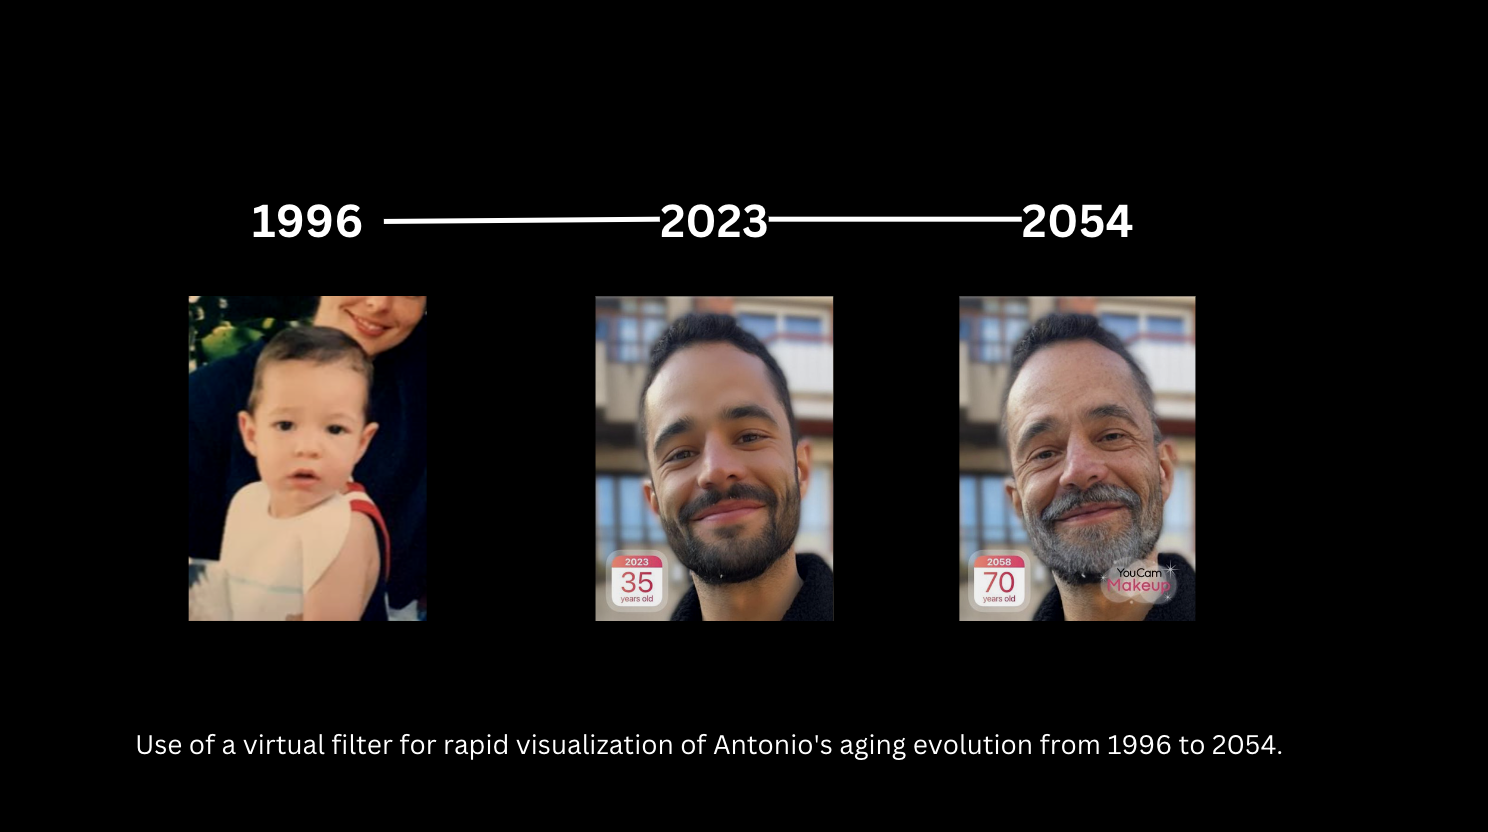 1996
2023
2054
2023
35
years old
2058
70
years old
YouCam
Makeup
Use of a virtual filter for rapid visualization of Antonio's aging evolution from 1996 to 2054.